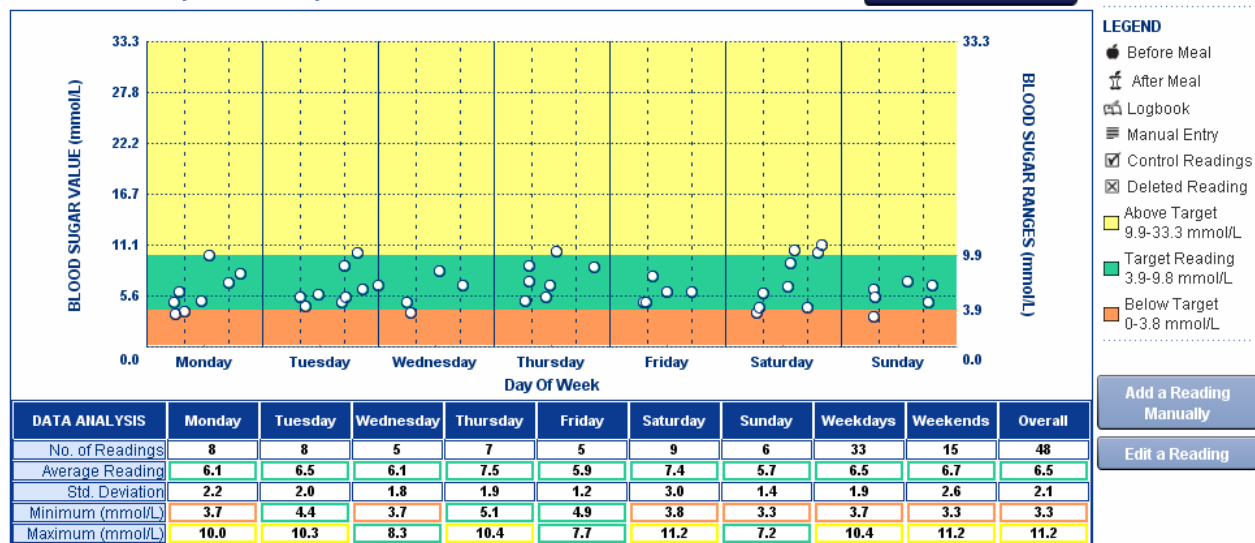 33.3
27.8
22.2
16.7
11.1
5.6
0.0
BLOOD SUGAR VALUE (mmol/L)
33.3
9.9
3.9
0.0
BLOOD SUGAR RANGES (mmol/L)
Monday Tuesday Wednesday Thursday Friday Saturday Sunday
Day Of Week
LEGEND
Before Meal
After Meal
Logbook
Manual Entry
Control Readings
Deleted Reading
Above Target
9.9-33.3 mmol/L
Target Reading
3.9-9.8 mmol/L
Below Target
0-3.8 mmol/L
Add a Reading
Manually
Edit a Reading
DATA ANALYSIS Monday Tuesday Wednesday Thursday Friday Saturday Sunday Weekdays Weekends Overall
No. of Readings 8 8 5 7 5 9 6 33 15 48
Average Reading 6.1 6.5 6.1 7.5 5.9 7.4 5.7 6.5 6.7 6.5
Std. Deviation 2.2 2.0 1.8 1.9 1.2 3.0 1.4 1.9 2.6 2.1
Minimum (mmol/L) 3.7 4.4 3.7 5.1 4.9 3.8 3.3 3.7 3.3 3.3
Maximum (mmol/L) 10.0 10.3 8.3 10.4 7.7 11.2 7.2 10.4 11.2 11.2